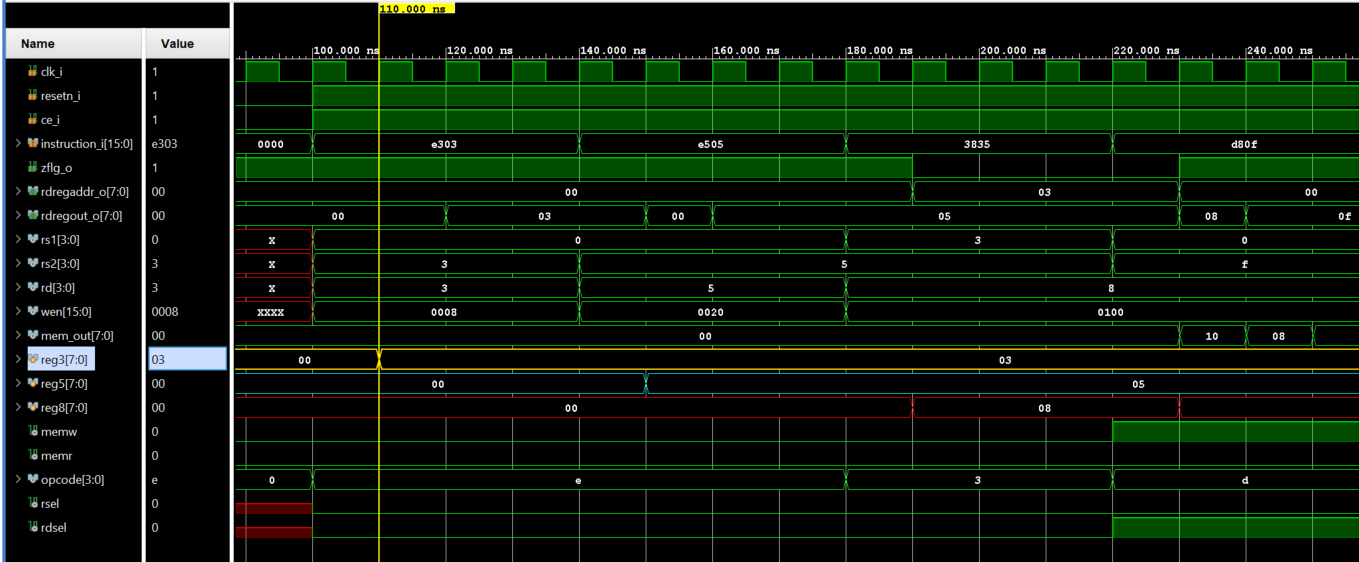 110.000 ns
Name Value
100.000 ns 120.000 ns 140.000 ns 160.000 ns 180.000 ns 200.000 ns 220.000 ns 240.000 ns
clk_i 1
resetn_i 1
ce_i 1
instruction_i[15:0] e303 0000 e303 e505 3835 d80f
zflg_o 1
rdregaddr_o[7:0] 00 00 03 00
rdregout_o[7:0] 00 00 03 00 05 08 0f
rs1[3:0] 0 X 0 3 0
rs2[3:0] 3 X 3 5 f
rd[3:0] 3 X 3 5 8
wen[15:0] 0008 XXXX 0008 0020 0100
mem_out[7:0] 00 00 10 08
reg3[7:0] 03 00 03
reg5[7:0] 00 00 05
reg8[7:0] 00 00 08
memw 0
memr 0
opcode[3:0] e 0 e 3 d
rsel 0
rdsel 0